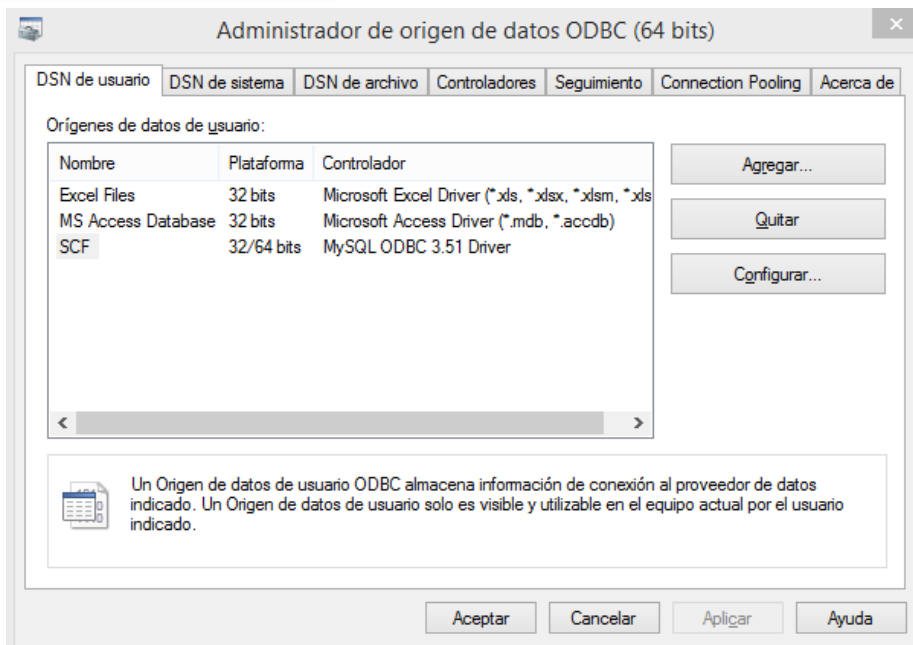 Administrador de origen de datos ODBC (64 bits)
DSN de usuario DSN de sistema DSN de archivo Controladores Seguimiento Connection Pooling Acerca de
Orígenes de datos de usuario:
Nombre Plataforma Controlador
Excel Files 32 bits Microsoft Excel Driver (*.xls, *.xlsx, *.xlsm, *.xls
MS Access Database 32 bits Microsoft Access Driver (*.mdb, *.accdb)
SCF 32/64 bits MySQL ODBC 3.51 Driver
Agregar...
Quitar
Configurar...
Un Origen de datos de usuario ODBC almacena información de conexión al proveedor de datos
indicado. Un Origen de datos de usuario solo es visible y utilizable en el equipo actual por el usuario
indicado.
Aceptar Cancelar Aplicar Ayuda